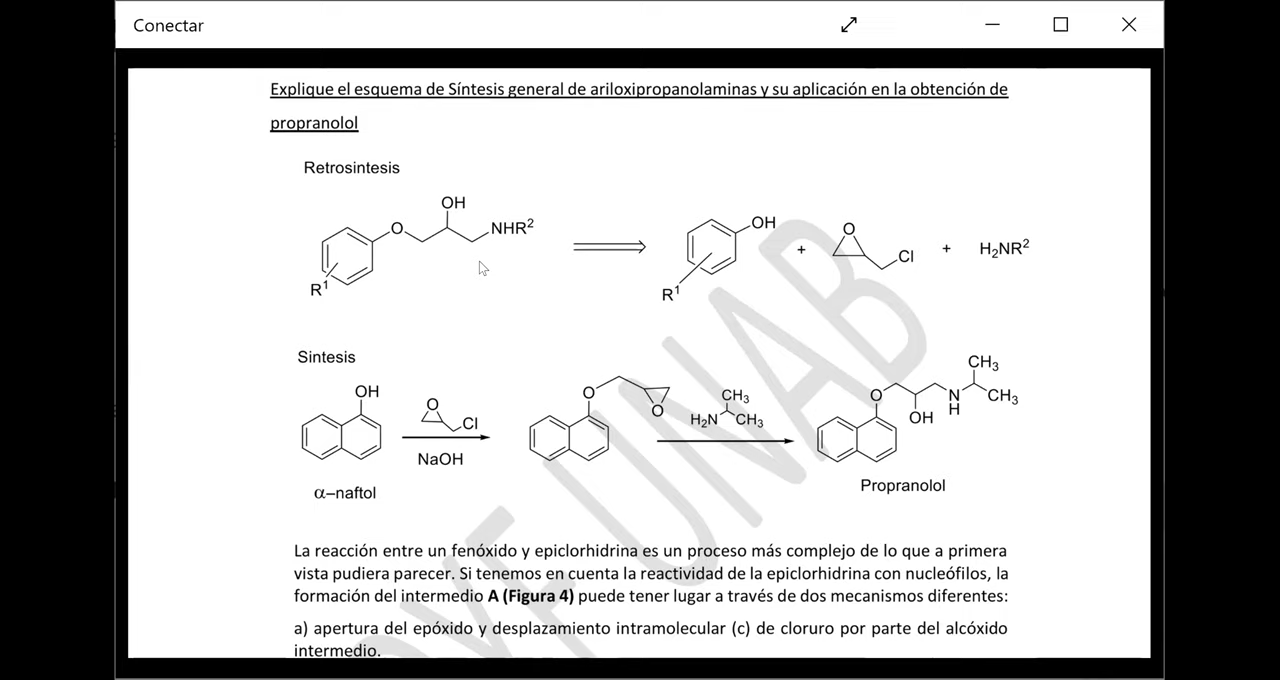 Conectar
Explique el esquema de Síntesis general de ariloxipropanolaminas y su aplicación en la obtención de
propranolol
Retrosintesis
OH
O
NHR²
R¹
OH
R¹
+
O
Cl
+
H₂NR²
Sintesis
OH
O
Cl
NaOH
α–naftol
O
O
CH₃
H₂N
CH₃
CH₃
O
N
H
CH₃
OH
Propranolol
La reacción entre un fenóxido y epiclorhidrina es un proceso más complejo de lo que a primera
vista pudiera parecer. Si tenemos en cuenta la reactividad de la epiclorhidrina con nucleófilos, la
formación del intermedio A (Figura 4) puede tener lugar a través de dos mecanismos diferentes:
a) apertura del epóxido y desplazamiento intramolecular (c) de cloruro por parte del alcóxido
intermedio.